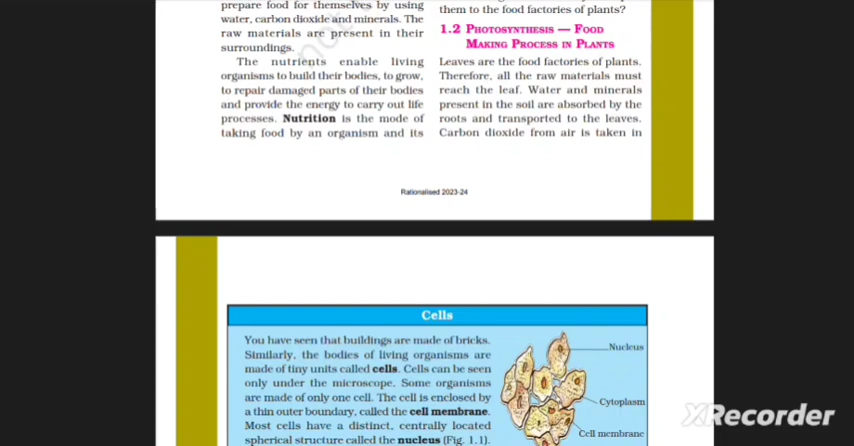 prepare food for themselves by using
water, carbon dioxide and minerals. The
raw materials are present in their
surroundings.
The nutrients enable living
organisms to build their bodies, to grow,
to repair damaged parts of their bodies
and provide the energy to carry out life
processes. Nutrition is the mode of
taking food by an organism and its
them to the food factories of plants?
1.2 PHOTOSYNTHESIS — FOOD
MAKING PROCESS IN PLANTS
Leaves are the food factories of plants.
Therefore, all the raw materials must
reach the leaf. Water and minerals
present in the soil are absorbed by the
roots and transported to the leaves.
Carbon dioxide from air is taken in
Rationalised 2023-24
Cells
You have seen that buildings are made of bricks.
Similarly, the bodies of living organisms are
made of tiny units called cells. Cells can be seen
only under the microscope. Some organisms
are made of only one cell. The cell is enclosed by
a thin outer boundary, called the cell membrane.
Most cells have a distinct, centrally located
spherical structure called the nucleus (Fig. 1.1).
Nucleus
Cytoplasm
Cell membrane
XRecorder